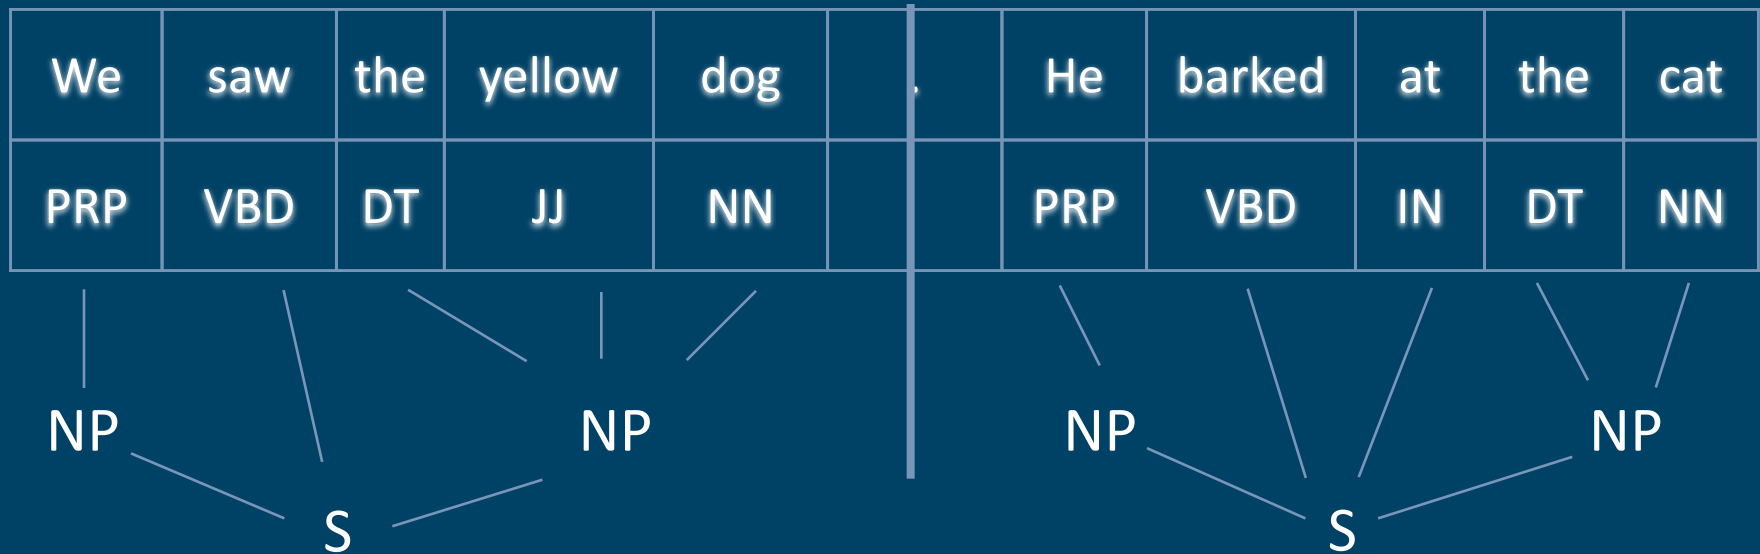 We saw the yellow dog . He barked at the cat
PRP VBD DT JJ NN PRP VBD IN DT NN
NP NP NP NP
S S